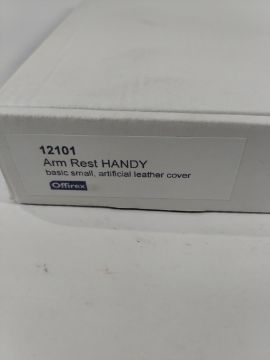 12101
Arm Rest HANDY
basic small, artificial leather cover
Offirex